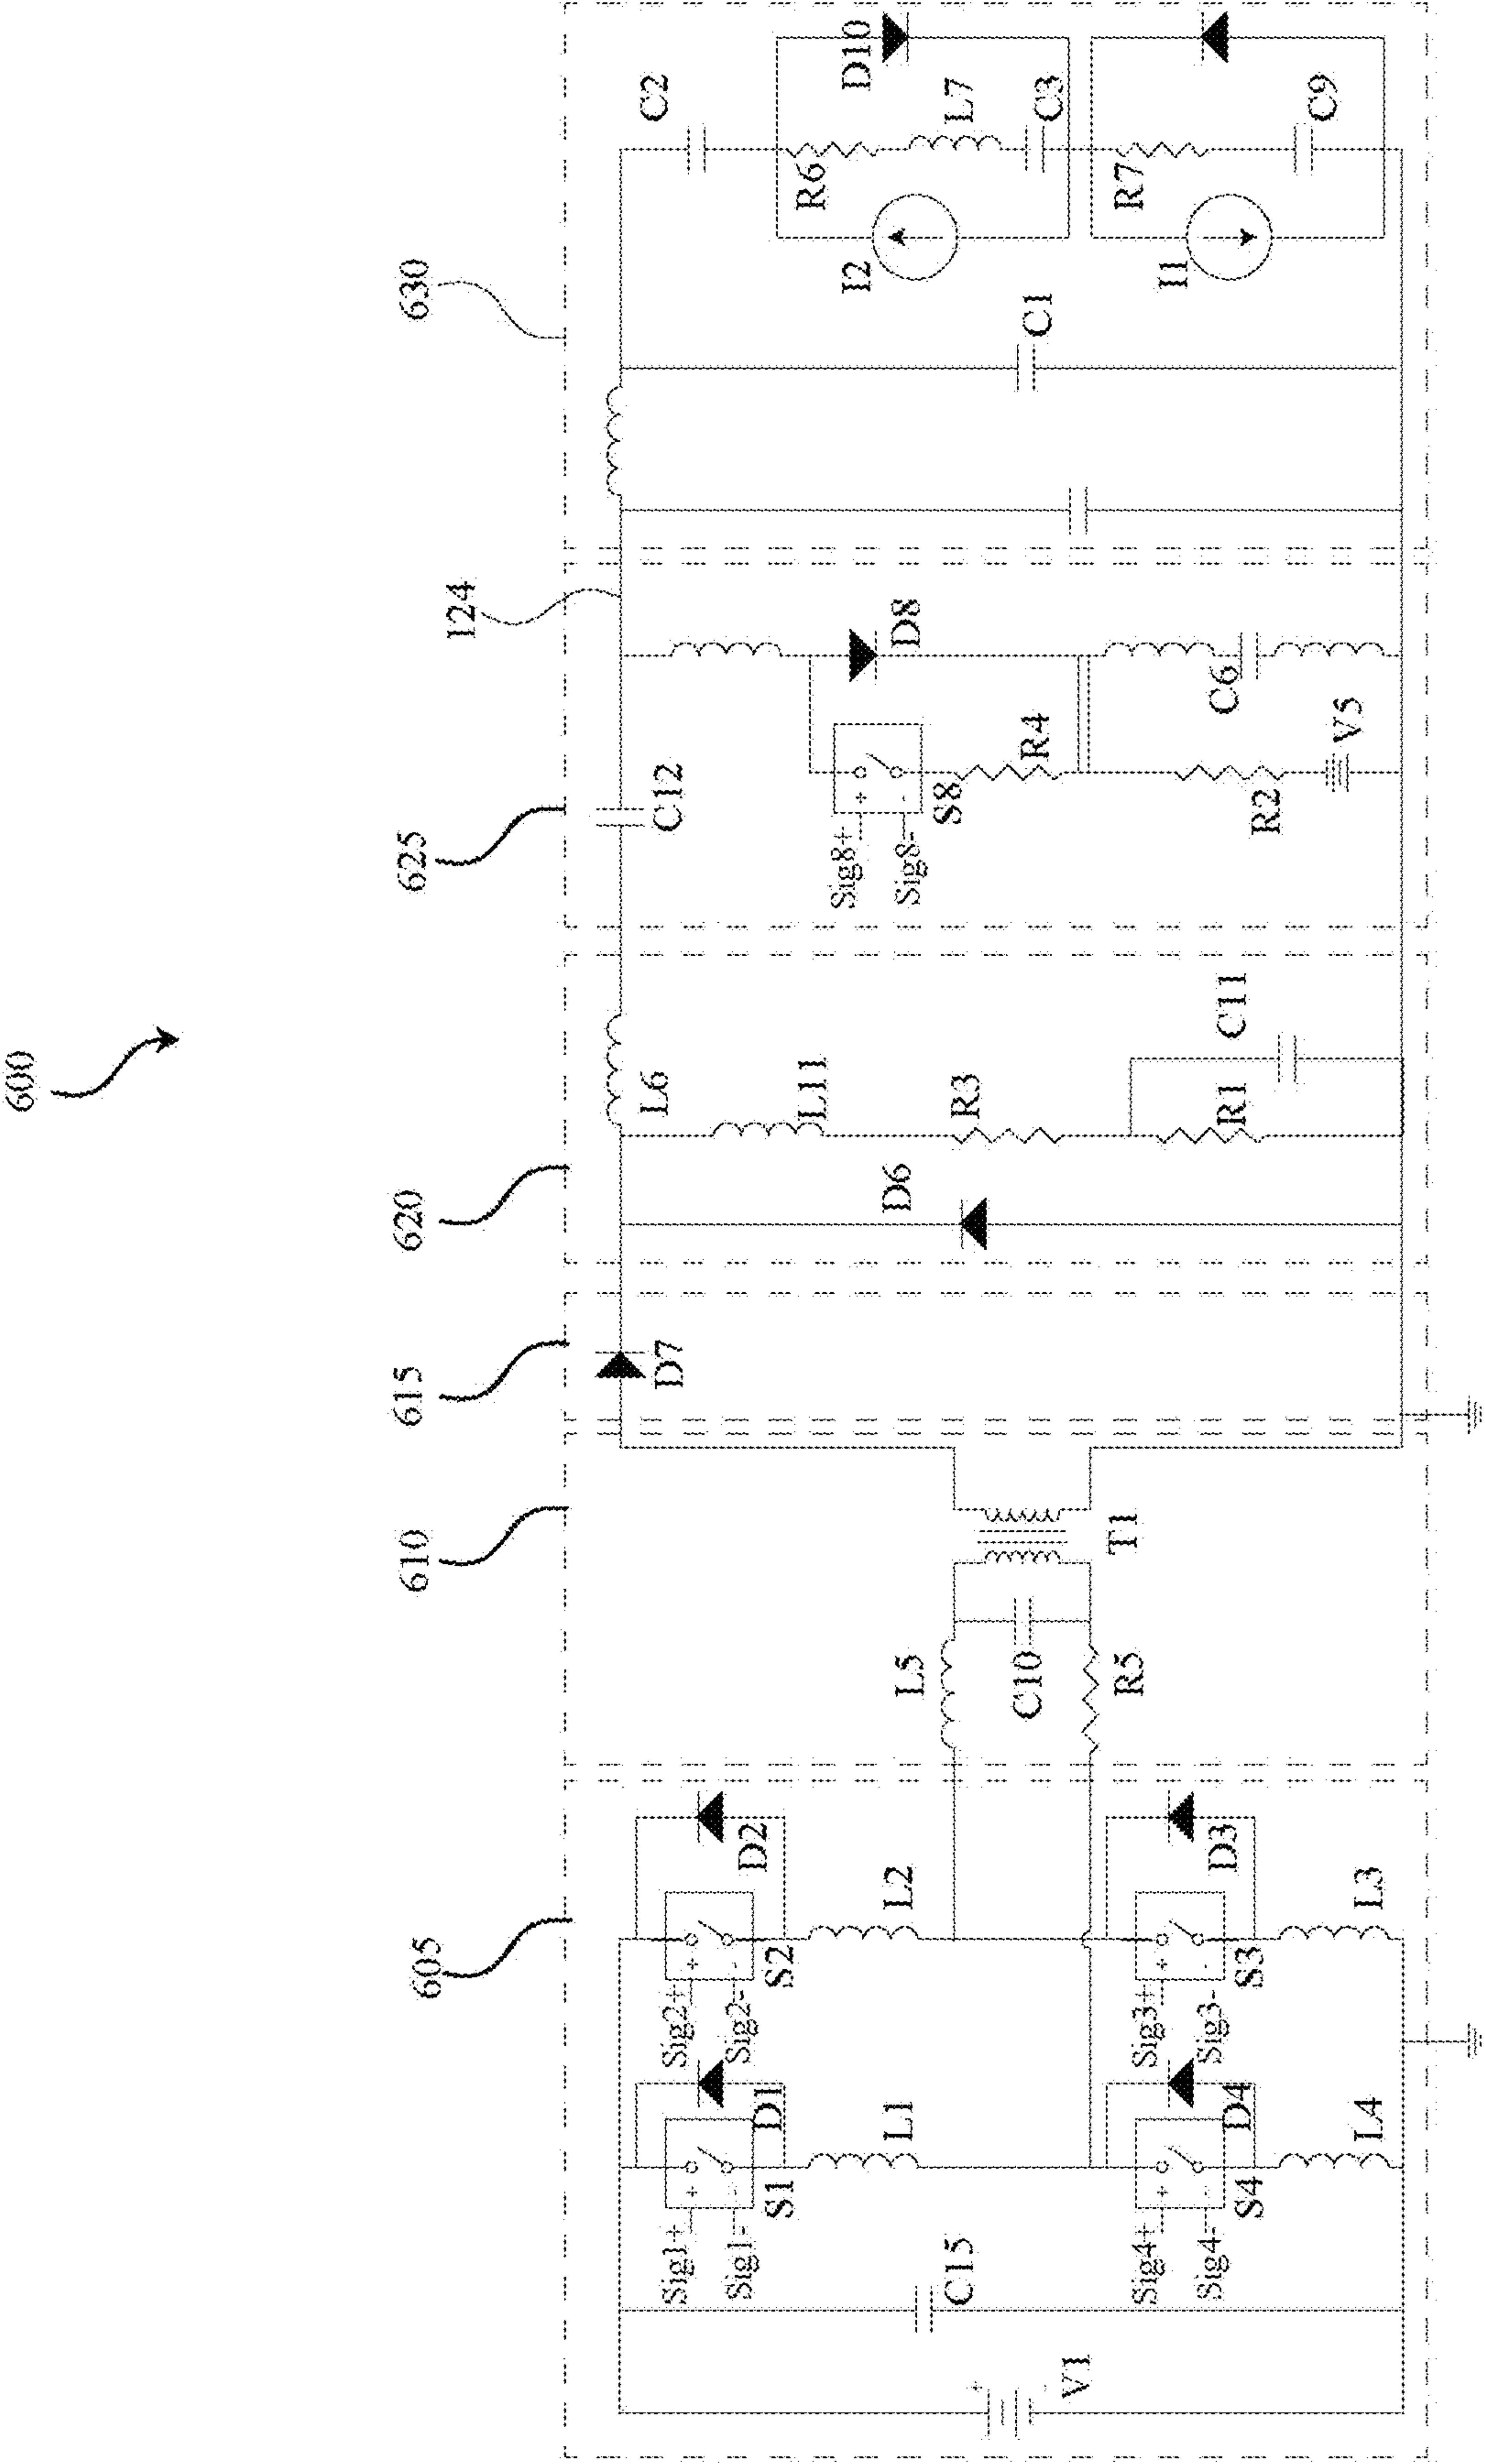 600
605
610
615
620
625
124
630
V1
C15
Sig1+
Sig1-
+
-
S1
D1
L1
Sig2+
Sig2-
+
-
S2
D2
L2
Sig4+
Sig4-
+
-
S4
D4
L4
Sig3+
Sig3-
+
-
S3
D3
L3
L5
C10
R5
T1
D7
D6
L6
L11
R3
R1
C11
C12
Sig8+
Sig8-
+
-
S8
D8
R4
R2
C6
V5
C1
C2
I2
R6
L7
C3
D10
I1
R7
C9
+